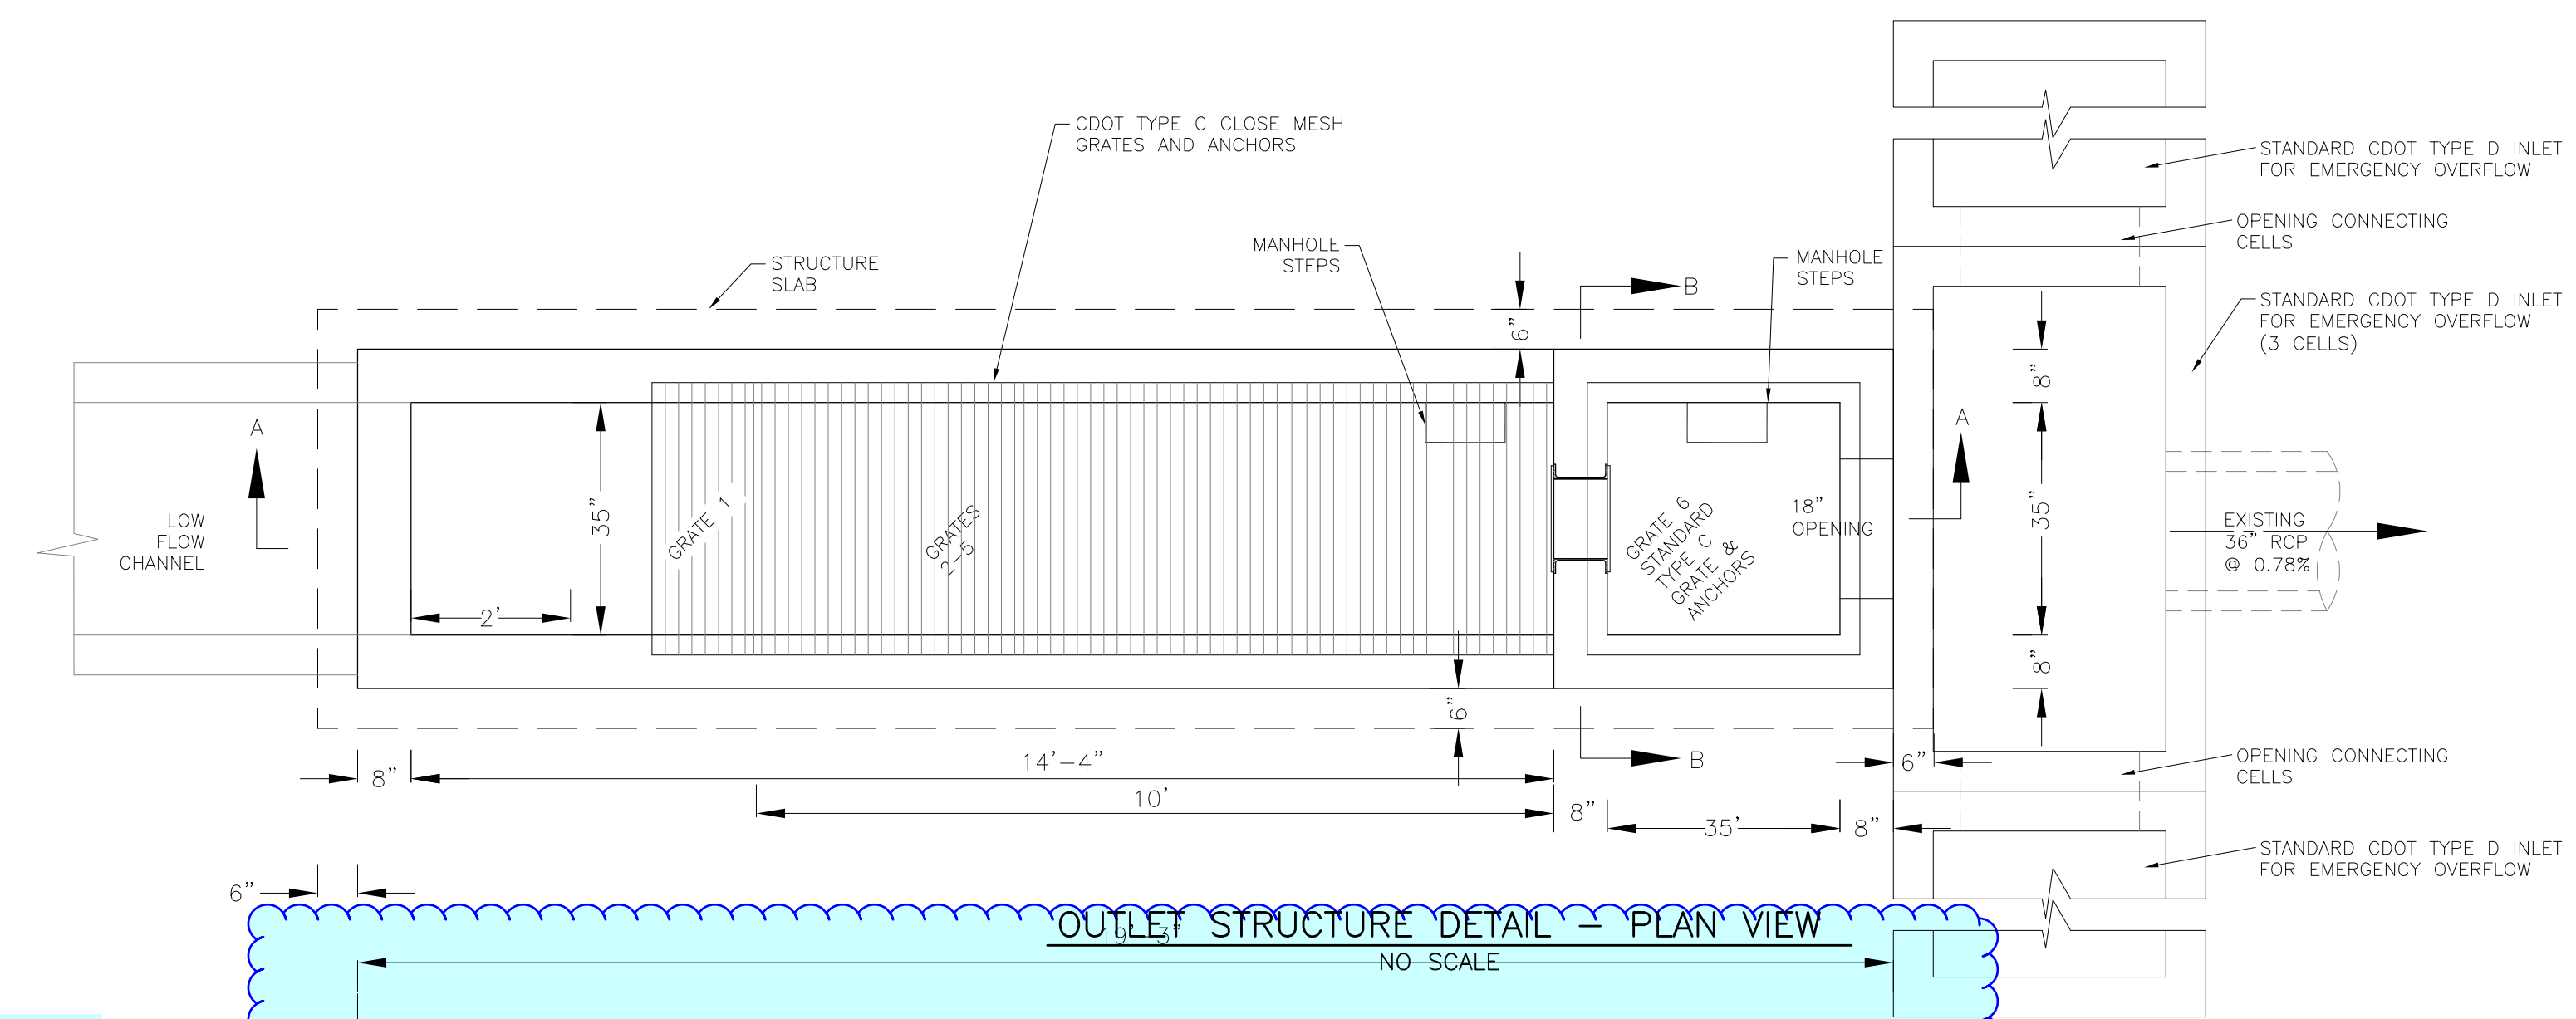 CDOT TYPE C CLOSE MESH
GRATES AND ANCHORS
STANDARD CDOT TYPE D INLET
FOR EMERGENCY OVERFLOW
OPENING CONNECTING
CELLS
MANHOLE
STEPS
MANHOLE
STEPS
STRUCTURE
SLAB
B
6"
STANDARD CDOT TYPE D INLET
FOR EMERGENCY OVERFLOW
(3 CELLS)
8"
A
A
LOW
FLOW
CHANNEL
35"
GRATE 1
GRATES
2-5
GRATE 6
STANDARD
TYPE C
GRATE &
ANCHORS
18"
OPENING
35"
EXISTING
36" RCP
@ 0.78%
2'
8"
6"
B
8"
14'-4"
6"
OPENING CONNECTING
CELLS
10'
8"
35'
8"
STANDARD CDOT TYPE D INLET
FOR EMERGENCY OVERFLOW
6"
OUTLET STRUCTURE DETAIL - PLAN VIEW
19'-3"
NO SCALE